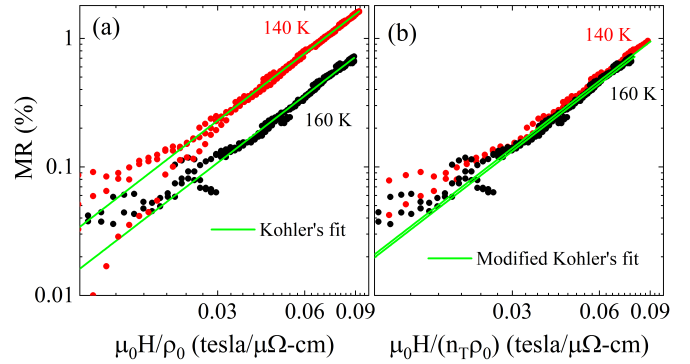 (a)
140 K
160 K
Kohler's fit
MR (%)
1
0.1
0.01
0.03
0.06
0.09
μ₀H/ρ₀ (tesla/μΩ-cm)
(b)
140 K
160 K
Modified Kohler's fit
0.03
0.06
0.09
μ₀H/(n_Tρ₀) (tesla/μΩ-cm)